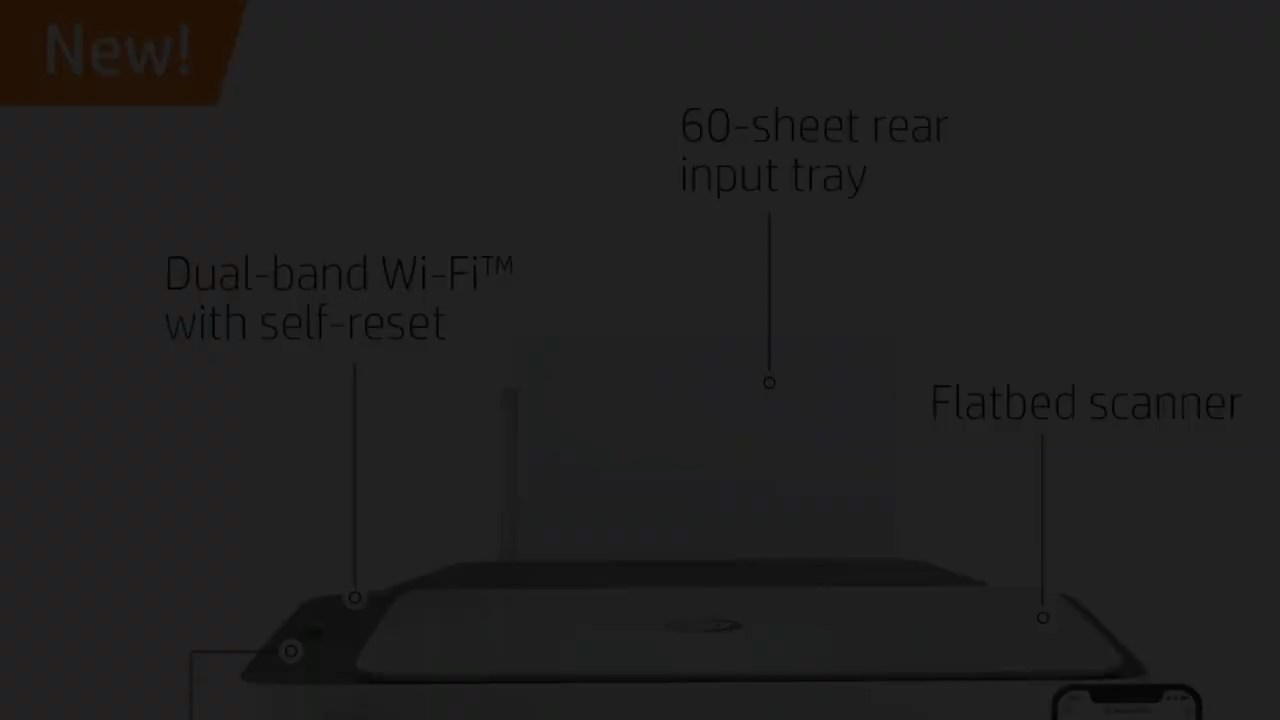 New!
60-sheet rear
input tray
Dual-band Wi-Fi™
with self-reset
Flatbed scanner